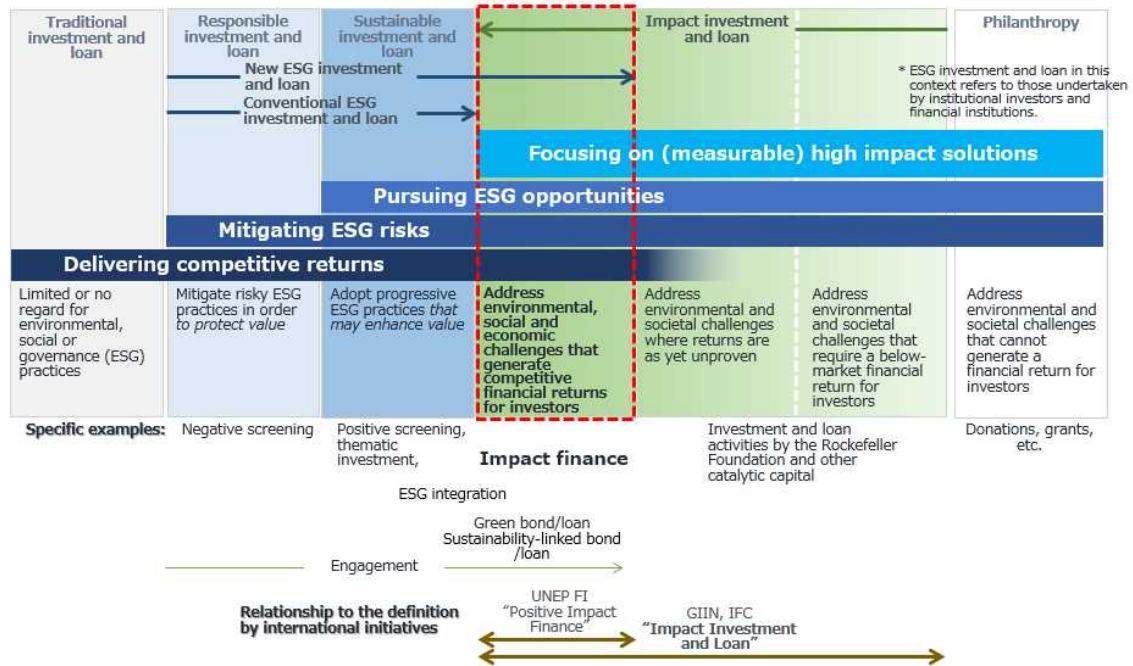 Traditional
investment and
loan
Responsible
investment and
loan
Sustainable
investment and
loan
Impact investment
and loan
Philanthropy
New ESG investment
and loan
Conventional ESG
investment and loan
* ESG investment and loan in this
context refers to those undertaken
by institutional investors and
financial institutions.
Focusing on (measurable) high impact solutions
Pursuing ESG opportunities
Mitigating ESG risks
Delivering competitive returns
Limited or no
regard for
environmental,
social or
governance (ESG)
practices
Mitigate risky ESG
practices in order
to protect value
Adopt progressive
ESG practices that
may enhance value
Address
environmental,
social and
economic
challenges that
generate
competitive
financial returns
for investors
Address
environmental and
societal challenges
where returns are
as yet unproven
Address
environmental
and societal
challenges that
require a below-
market financial
return for
investors
Address
environmental and
societal challenges
that cannot
generate a
financial return for
investors
Specific examples:
Negative screening
Positive screening,
thematic
investment,
Impact finance
Investment and loan
activities by the Rockefeller
Foundation and other
catalytic capital
Donations, grants,
etc.
ESG integration
Green bond/loan
Sustainability-linked bond
/loan
Engagement
Relationship to the definition
by international initiatives
UNEP FI
“Positive Impact
Finance”
GIIN, IFC
“Impact Investment
and Loan”